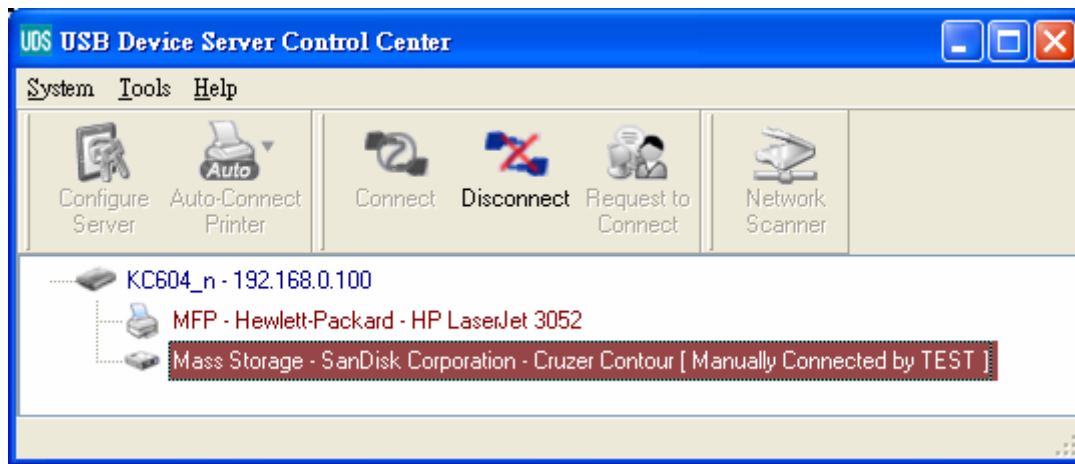 UDS USB Device Server Control Center
System Tools Help
Auto
Configure Server
Auto-Connect Printer
Connect
Disconnect
Request to Connect
Network Scanner
KC604_n - 192.168.0.100
MFP - Hewlett-Packard - HP LaserJet 3052
Mass Storage - SanDisk Corporation - Cruzer Contour [ Manually Connected by TEST ]